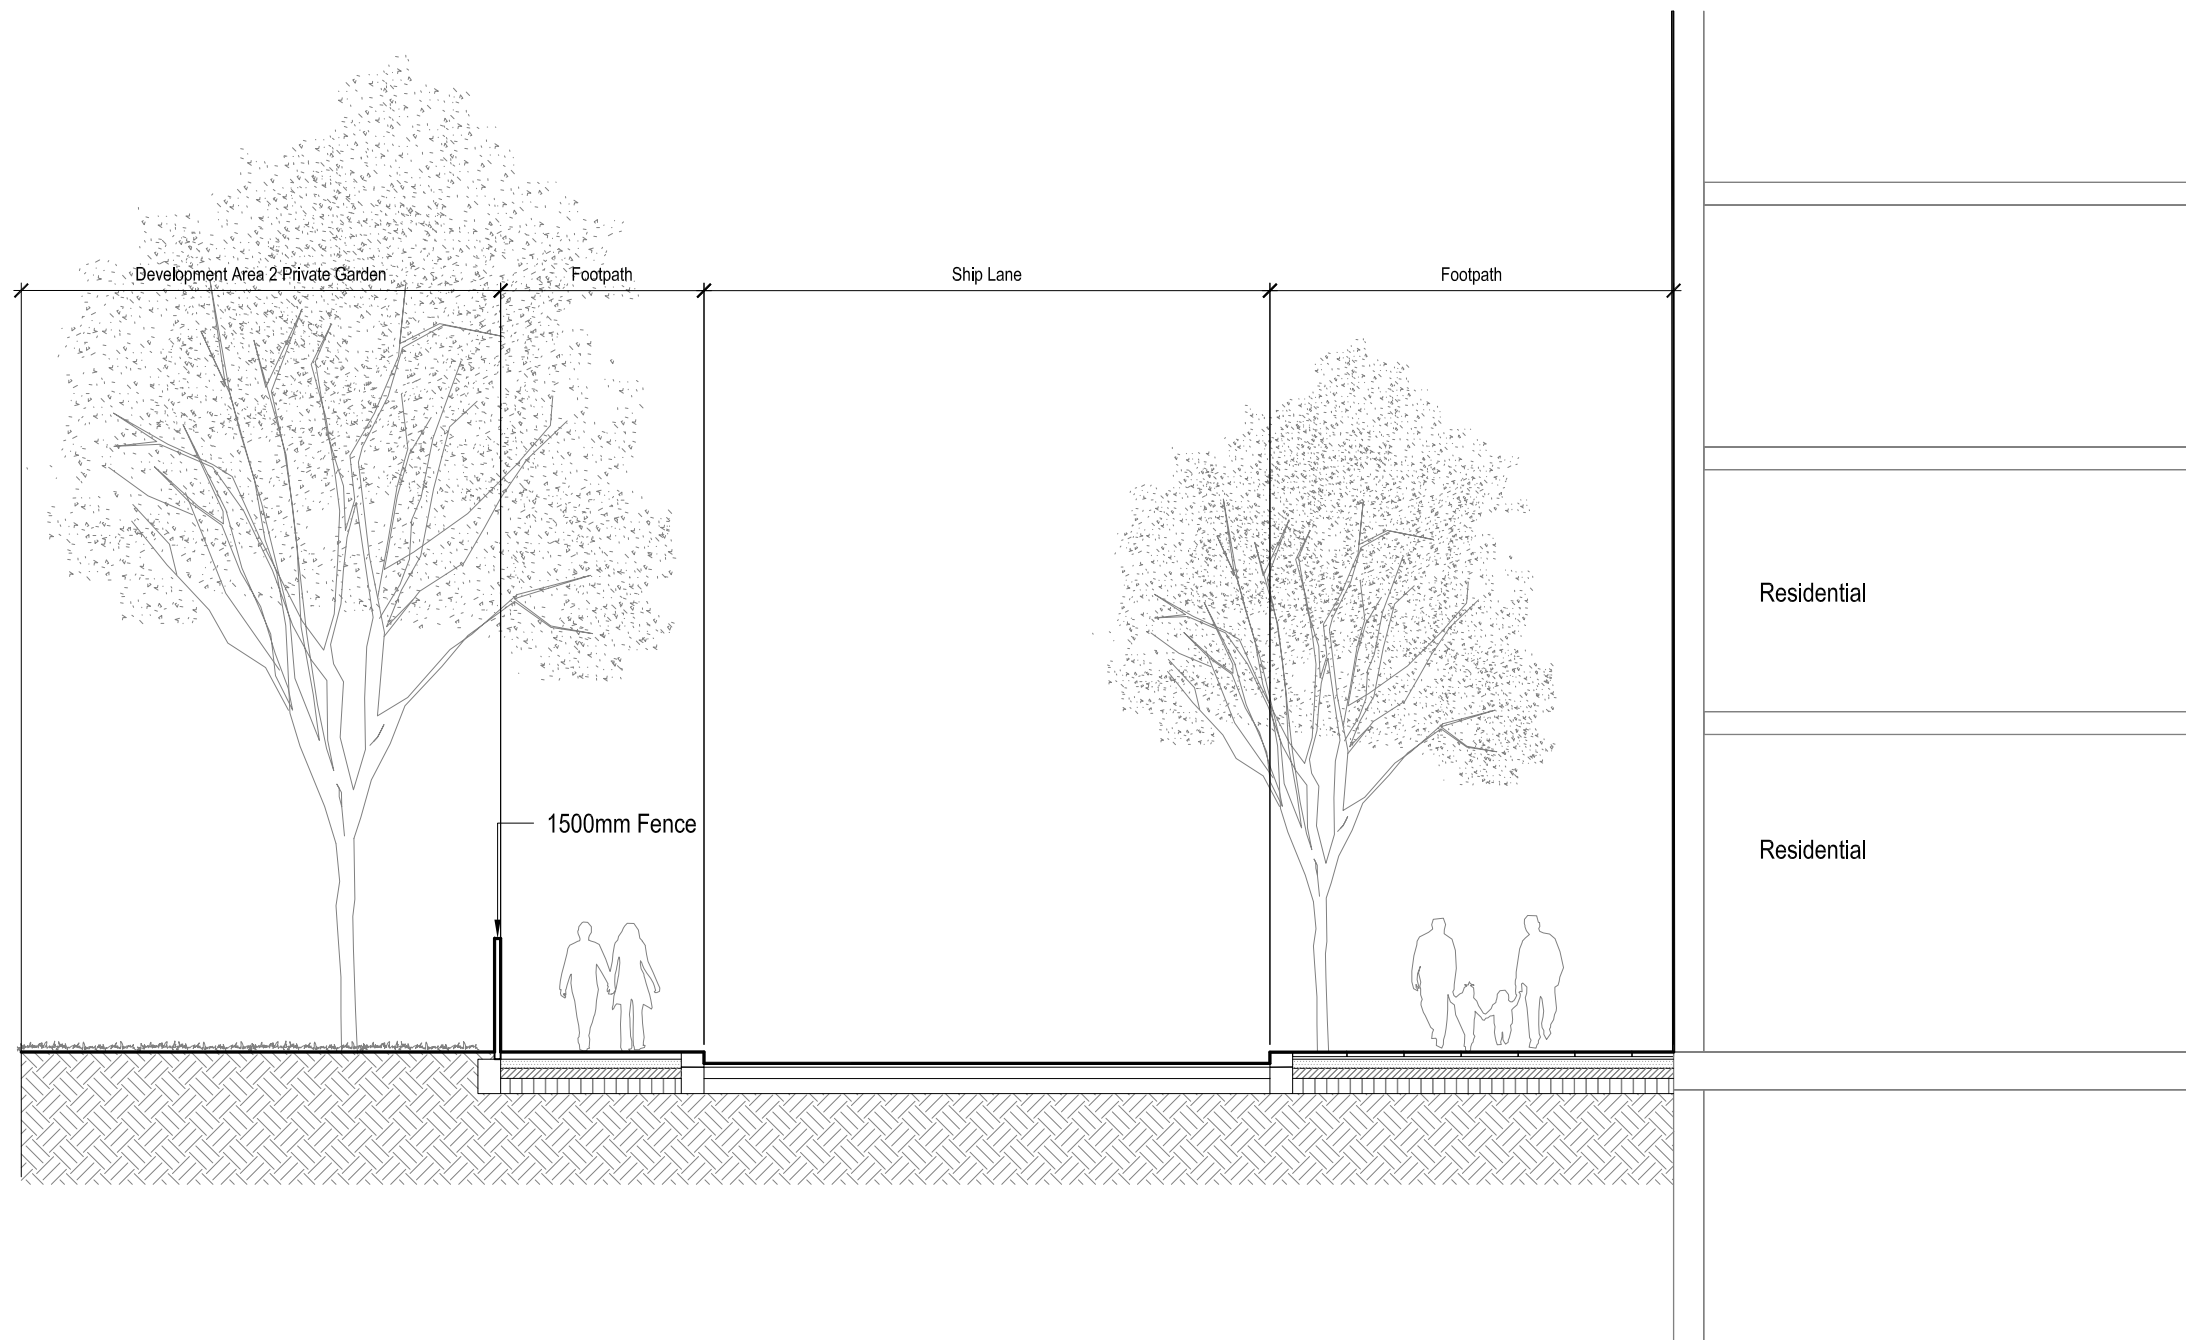 Development Area 2 Private Garden
Footpath
Ship Lane
Footpath
Residential
1500mm Fence
Residential